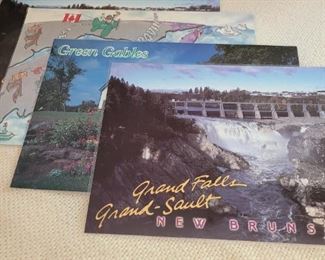 Green Gables
Grand Falls
Grand-Sault
NEW BRUNS